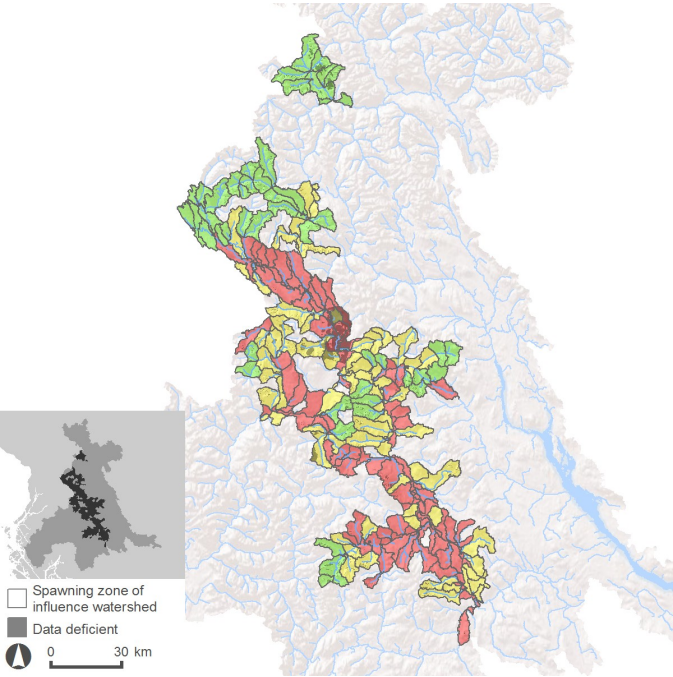 Spawning zone of
influence watershed
Data deficient
0 30 km